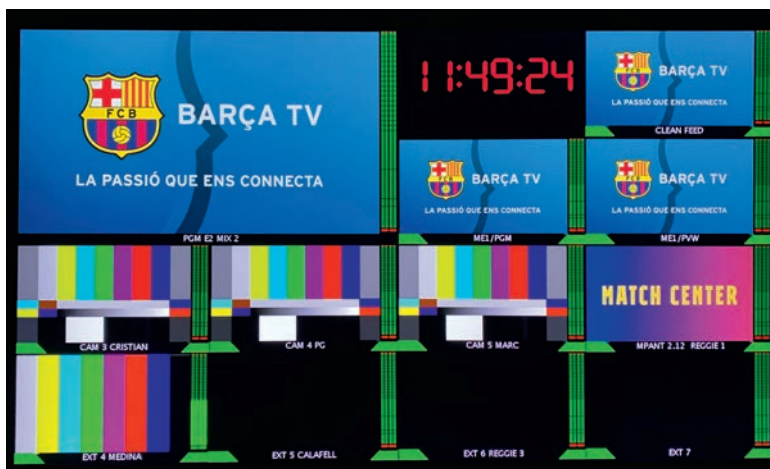 FCB
BARÇA TV
LA PASSIÓ QUE ENS CONNECTA
PGM E2 MIX 2
11:49:24
FCB
BARÇA TV
LA PASSIÓ QUE ENS CONNECTA
CLEAN FEED
FCB
BARÇA TV
LA PASSIÓ QUE ENS CONNECTA
ME1/PGM
FCB
BARÇA TV
LA PASSIÓ QUE ENS CONNECTA
ME1/PVW
CAM 3 CRISTIAN
CAM 4 PG
CAM 5 MARC
MATCH CENTER
MPANT 2.12 REGGIE 1
EXT 4 MEDINA
EXT 5 CALAFELL
EXT 6 REGGIE 3
EXT 7